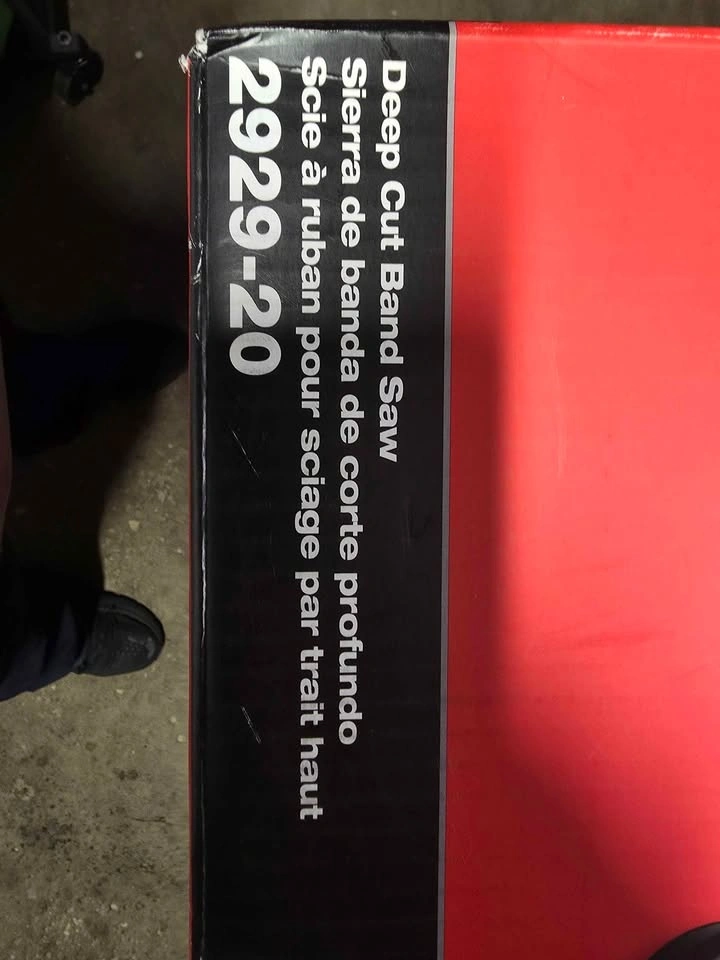 Deep Cut Band Saw
Sierra de banda de corte profundo
Scie à ruban pour sciage par trait haut
2929-20